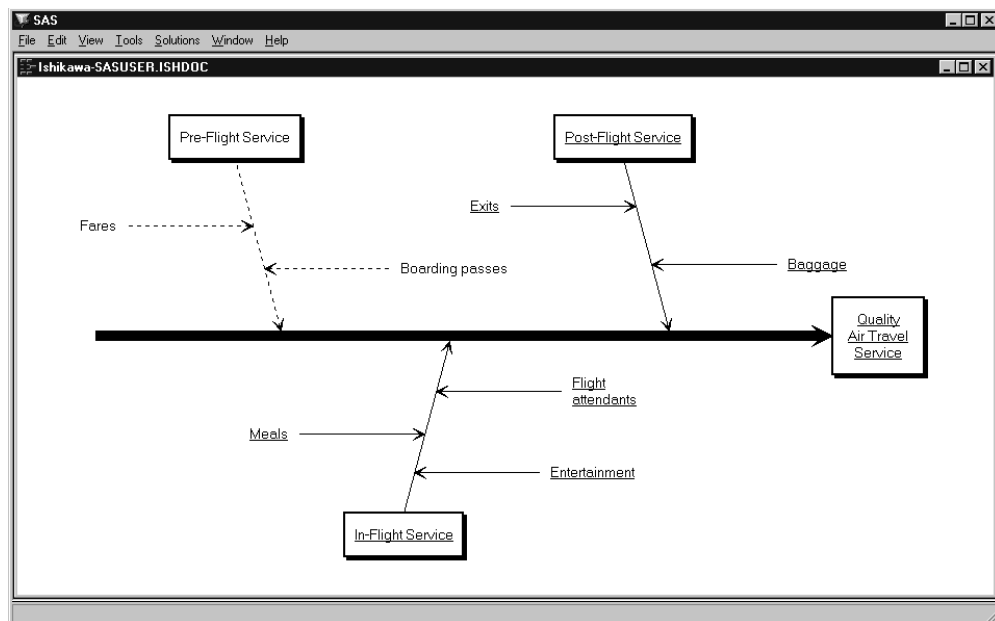 SAS
File Edit View Tools Solutions Window Help
Ishikawa-SASUSER.ISHDOC
Pre-Flight Service
Post-Flight Service
Exits
Fares
Boarding passes
Baggage
Quality
Air Travel
Service
Flight
attendants
Meals
Entertainment
In-Flight Service